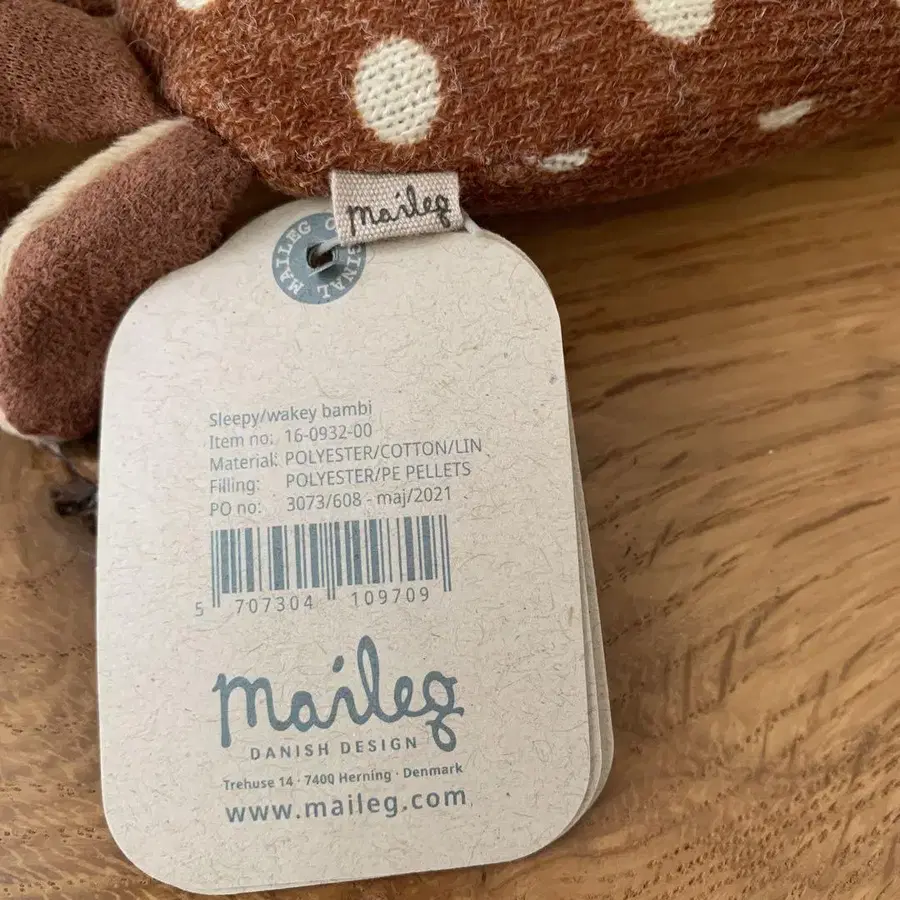 maileg
MAILEG ORIGINAL
Sleepy/wakey bambi
Item no: 16-0932-00
Material: POLYESTER/COTTON/LIN
Filling: POLYESTER/PE PELLETS
PO no: 3073/608 - maj/2021
5 707304 109709
maileg
DANISH DESIGN
Trehuse 14 · 7400 Herning · Denmark
www.maileg.com